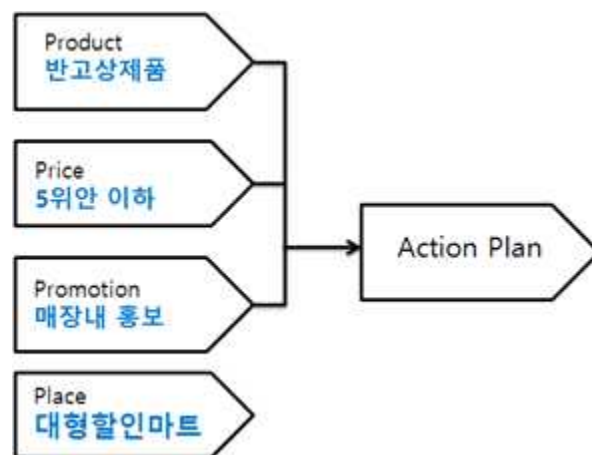 Product
반고상제품
Price
5위안 이하
Promotion
매장내 홍보
Place
대형할인마트
Action Plan